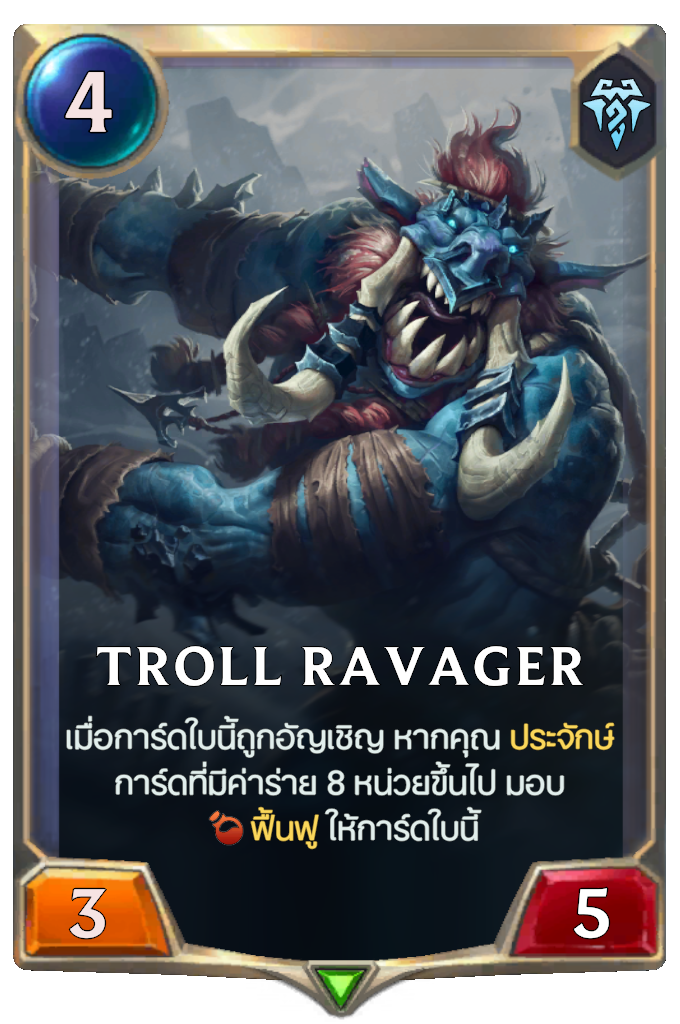 4
TROLL RAVAGER
เมื่อการ์ดใบนี้ถูกอัญเชิญ หากคุณ ประจักษ์
การ์ดที่มีค่าร่าย 8 หน่วยขึ้นไป มอบ
ฟื้นฟู ให้การ์ดใบนี้
3
5